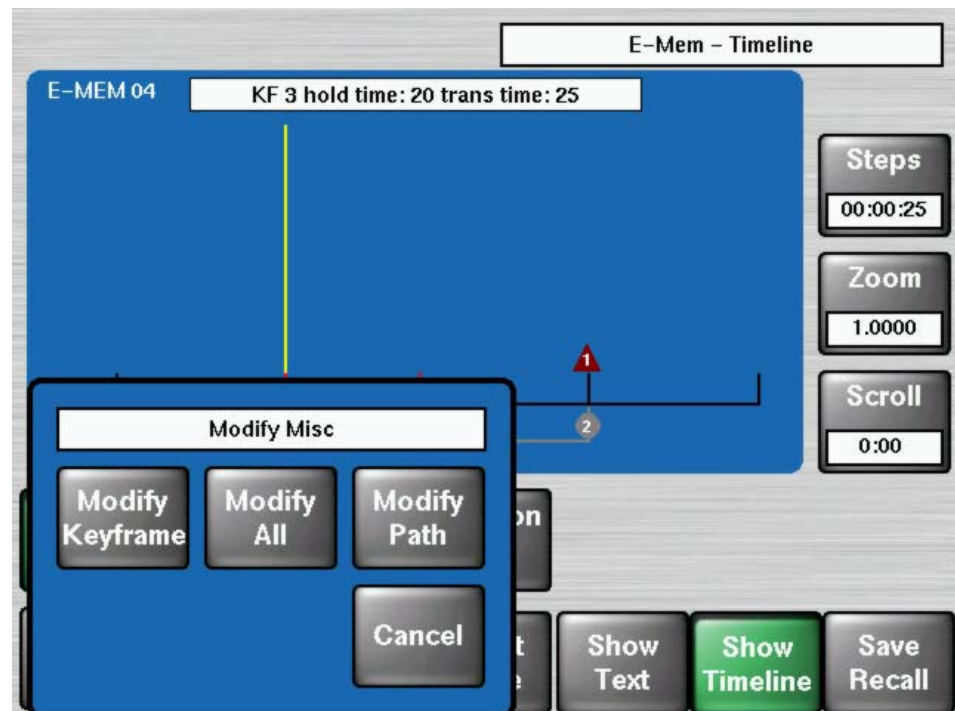 E-Mem - Timeline
E-MEM 04
KF 3 hold time: 20 trans time: 25
Steps
00:00:25
Zoom
1.0000
1
Scroll
2
0:00
Modify Misc
Modify
Keyframe
Modify
All
Modify
Path
Cancel
Show
Text
Show
Timeline
Save
Recall